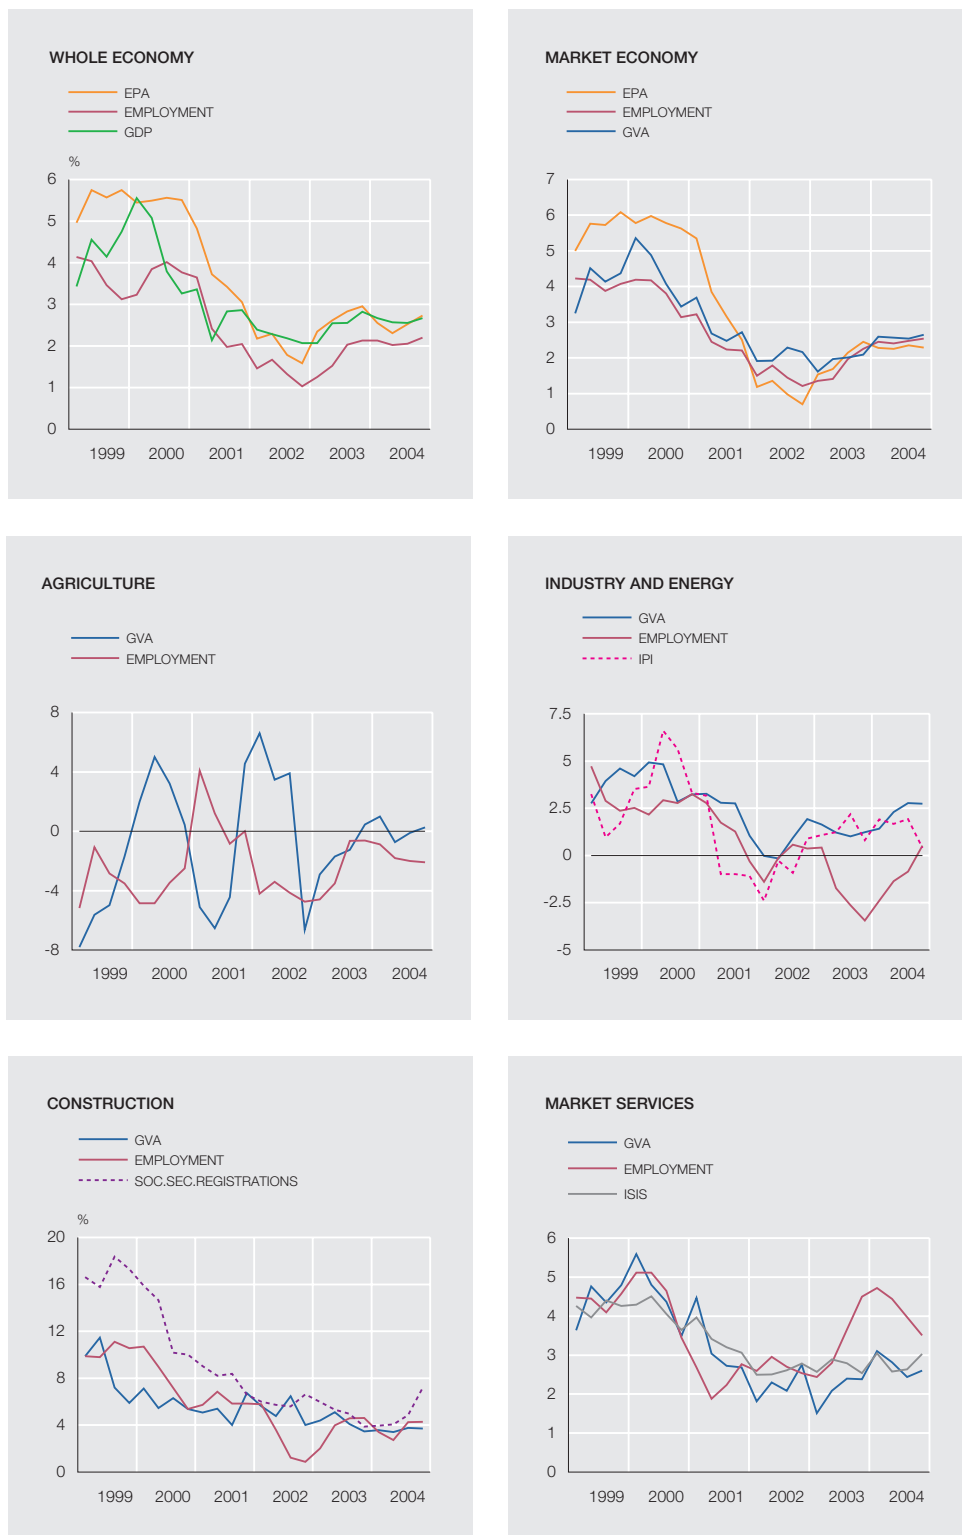 WHOLE ECONOMY
EPA
EMPLOYMENT
GDP
%
6
5
4
3
2
1
0
1999 2000 2001 2002 2003 2004
MARKET ECONOMY
EPA
EMPLOYMENT
GVA
7
6
5
4
3
2
1
0
1999 2000 2001 2002 2003 2004
AGRICULTURE
GVA
EMPLOYMENT
8
4
0
-4
-8
1999 2000 2001 2002 2003 2004
INDUSTRY AND ENERGY
GVA
EMPLOYMENT
IPI
7.5
5
2.5
0
-2.5
-5
1999 2000 2001 2002 2003 2004
CONSTRUCTION
GVA
EMPLOYMENT
SOC.SEC.REGISTRATIONS
%
20
16
12
8
4
0
1999 2000 2001 2002 2003 2004
MARKET SERVICES
GVA
EMPLOYMENT
ISIS
6
5
4
3
2
1
0
1999 2000 2001 2002 2003 2004